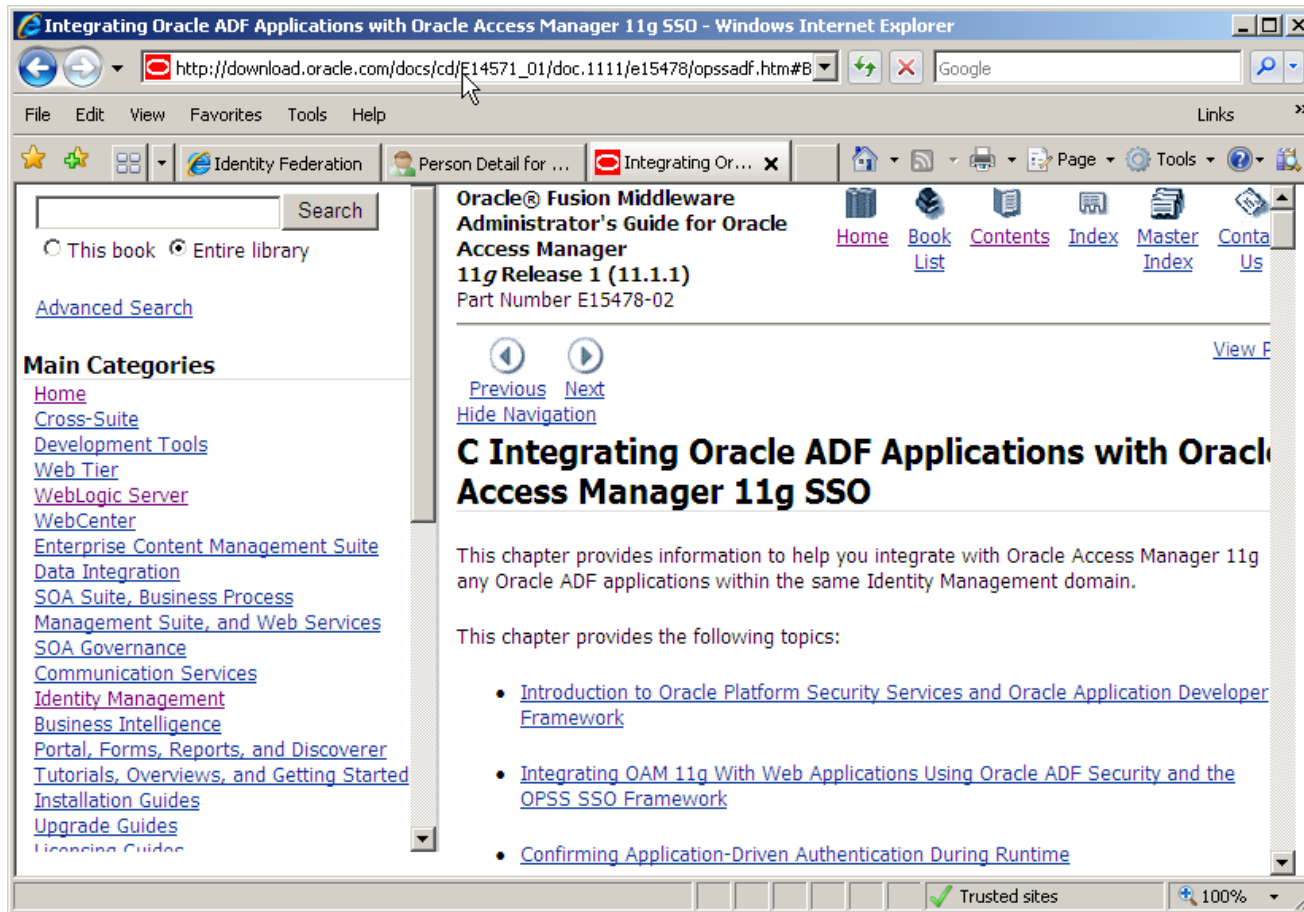 Integrating Oracle ADF Applications with Oracle Access Manager 11g SSO - Windows Internet Explorer
http://download.oracle.com/docs/cd/E14571_01/doc.1111/e15478/opssadf.htm#B
Google
File Edit View Favorites Tools Help
Links
Identity Federation
Person Detail for ...
Integrating Or...
Page
Tools
Search
This book
Entire library
Advanced Search
Main Categories
Home
Cross-Suite
Development Tools
Web Tier
WebLogic Server
WebCenter
Enterprise Content Management Suite
Data Integration
SOA Suite, Business Process
Management Suite, and Web Services
SOA Governance
Communication Services
Identity Management
Business Intelligence
Portal, Forms, Reports, and Discoverer
Tutorials, Overviews, and Getting Started
Installation Guides
Upgrade Guides
Licensing Guides
Oracle® Fusion Middleware
Administrator's Guide for Oracle
Access Manager
11g Release 1 (11.1.1)
Part Number E15478-02
Home
Book
List
Contents
Index
Master
Index
Conta
Us
Previous
Next
Hide Navigation
View P
C Integrating Oracle ADF Applications with Oracle
Access Manager 11g SSO
This chapter provides information to help you integrate with Oracle Access Manager 11g
any Oracle ADF applications within the same Identity Management domain.
This chapter provides the following topics:
• Introduction to Oracle Platform Security Services and Oracle Application Developer
Framework
• Integrating OAM 11g With Web Applications Using Oracle ADF Security and the
OPSS SSO Framework
• Confirming Application-Driven Authentication During Runtime
Trusted sites
100%